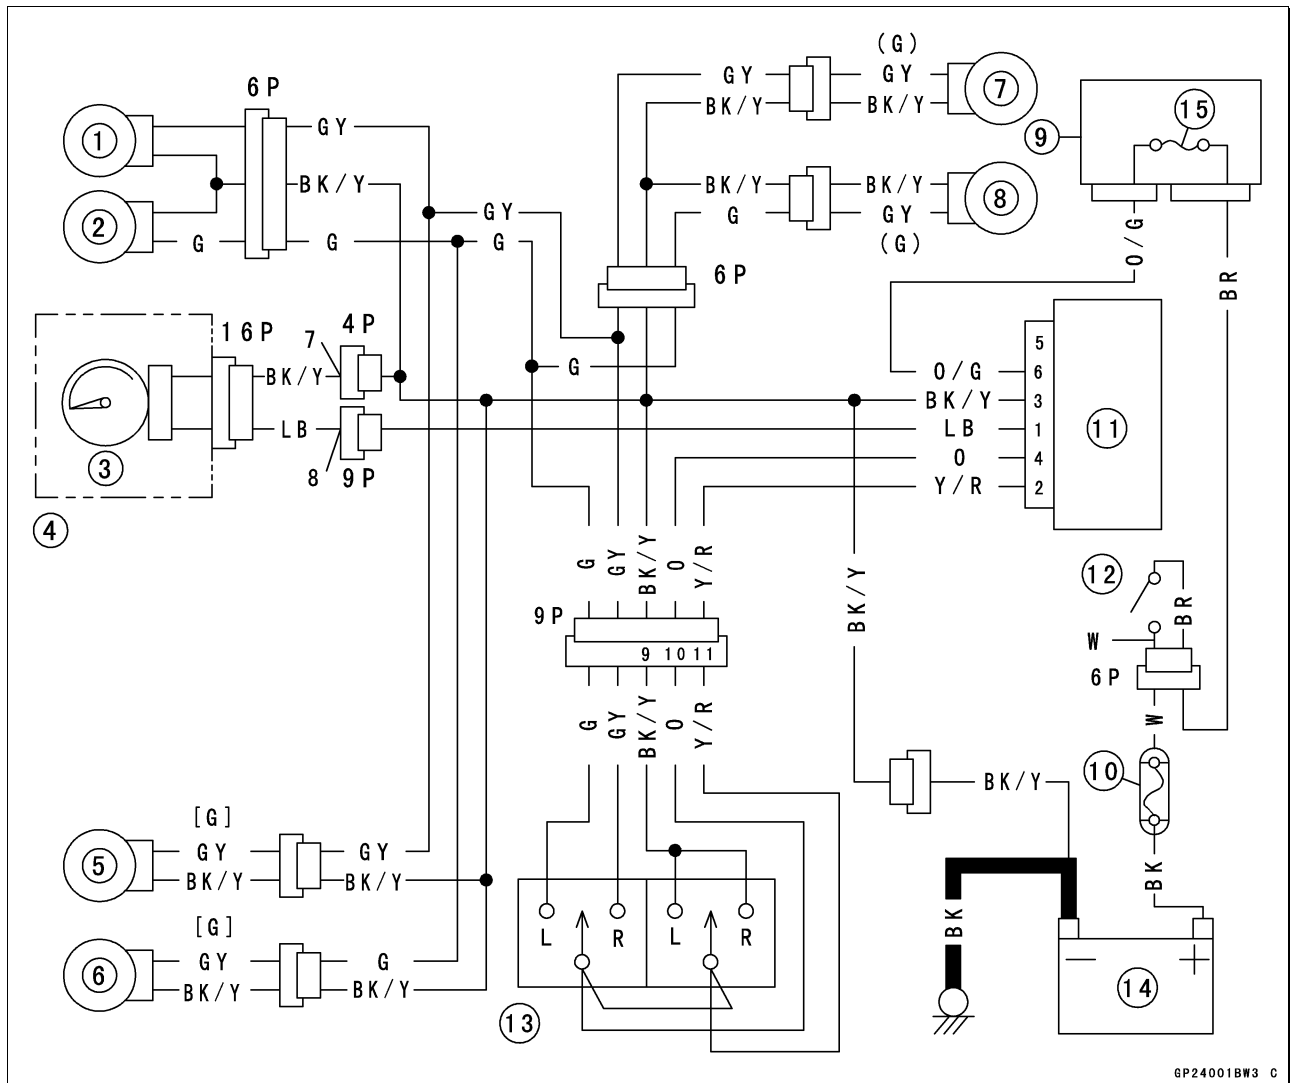 (G)
GY GY 7
BK/Y BK/Y
6P
15
9
1 GY
BK/Y BK/Y BK/Y
8
GY G GY
2 G G G (G)
O/G
6P
BR
16P 7 4P
5
G O/G 6
BK/Y BK/Y 3
LB LB 1 11
3 8 9P O 4
Y/R 2
4
G GY BK/Y O Y/R
BK/Y
12
BR
9P
W
9 10 11
6P
G GY BK/Y O Y/R
W
10
BK/Y
[G]
5 GY GY
BK/Y BK/Y
BK
[G]
BK
L R L R
6 GY G
BK/Y BK/Y
— +
14
13
GP24001BW3 C